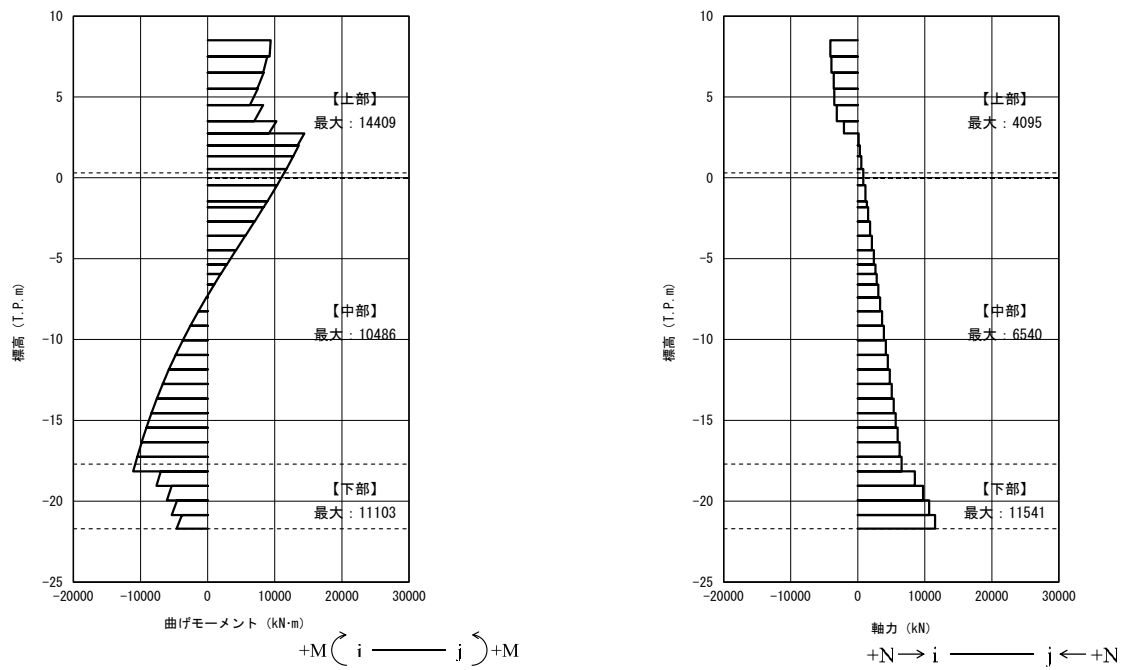 10
5
0
-5
-10
-15
-20
-25
標高 (T.P.m)
-20000 -10000 0 10000 20000 30000
曲げモーメント (kN·m)
【上部】
最大：14409
【中部】
最大：10486
【下部】
最大：11103
+M i j +M
10
5
0
-5
-10
-15
-20
-25
標高 (T.P.m)
-20000 -10000 0 10000 20000 30000
軸力 (kN)
【上部】
最大：4095
【中部】
最大：6540
【下部】
最大：11541
+N→i j←+N